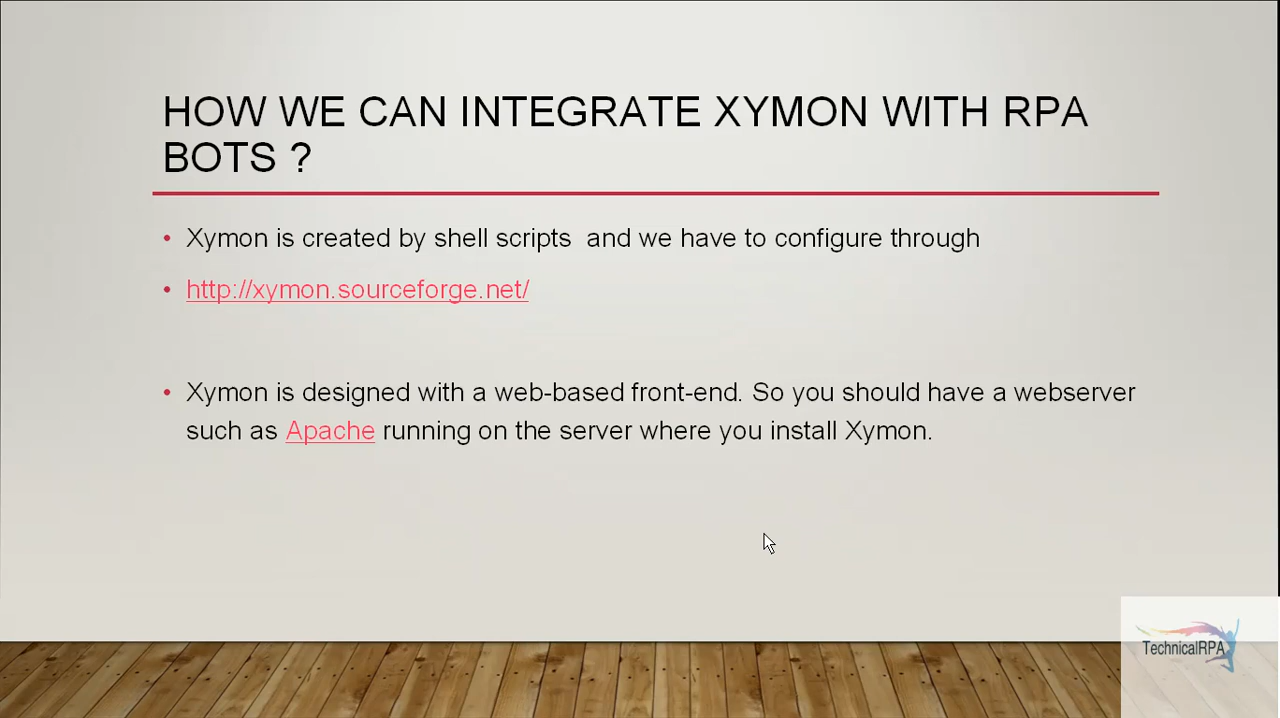 HOW WE CAN INTEGRATE XYMON WITH RPA
BOTS ?
• Xymon is created by shell scripts  and we have to configure through
• http://xymon.sourceforge.net/
• Xymon is designed with a web-based front-end. So you should have a webserver
such as Apache running on the server where you install Xymon.
TechnicalRPA